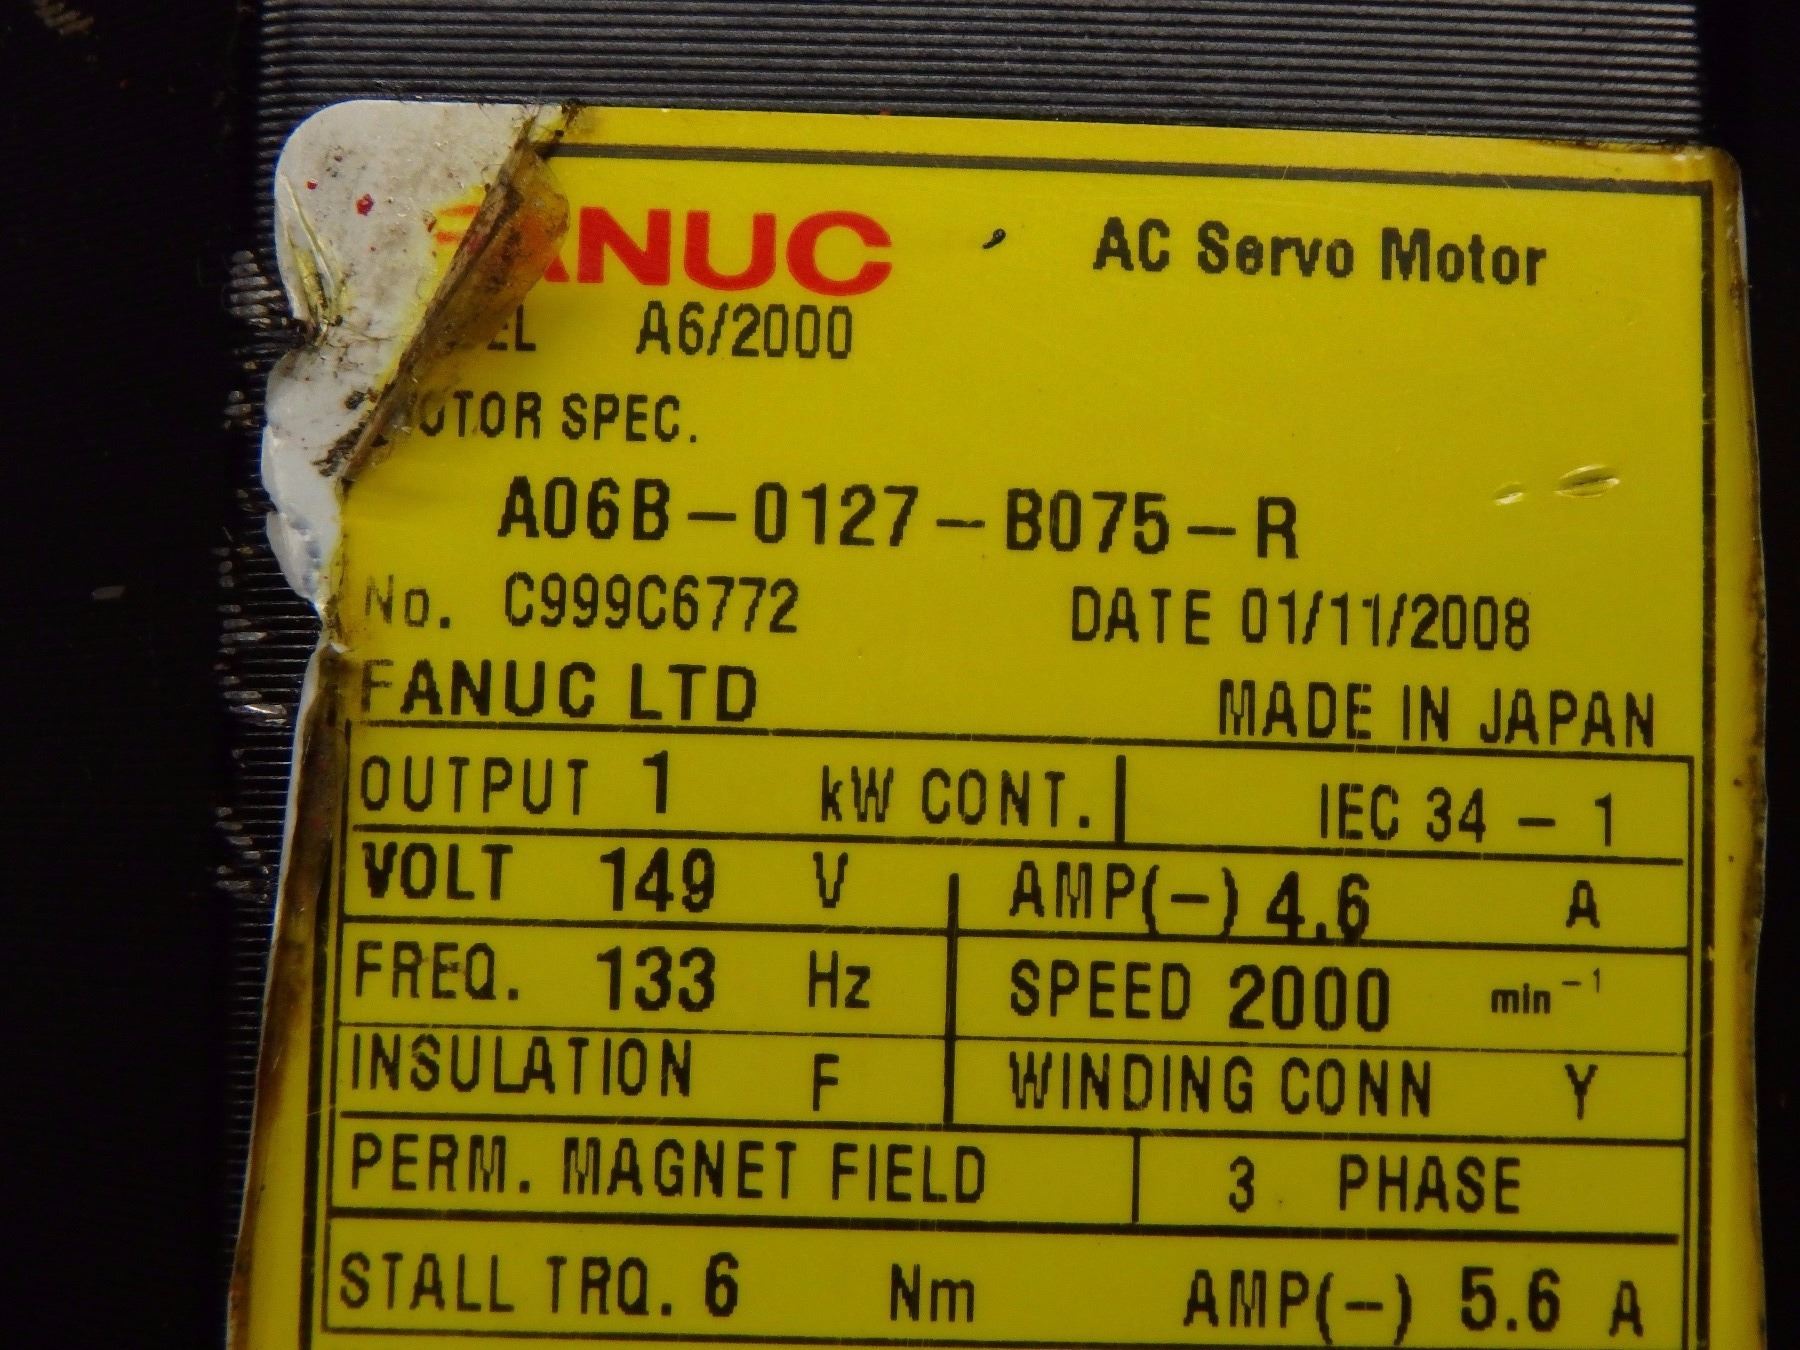 FANUC AC Servo Motor
A6/2000
MOTOR SPEC.
A06B-0127-B075-R
No. C999C6772 DATE 01/11/2008
FANUC LTD MADE IN JAPAN
OUTPUT 1 kW CONT. IEC 34-1
VOLT 149 V AMP(~) 4.6 A
FREQ. 133 Hz SPEED 2000 min⁻¹
INSULATION F WINDING CONN Y
PERM. MAGNET FIELD 3 PHASE
STALL TRQ. 6 Nm AMP(~) 5.6 A